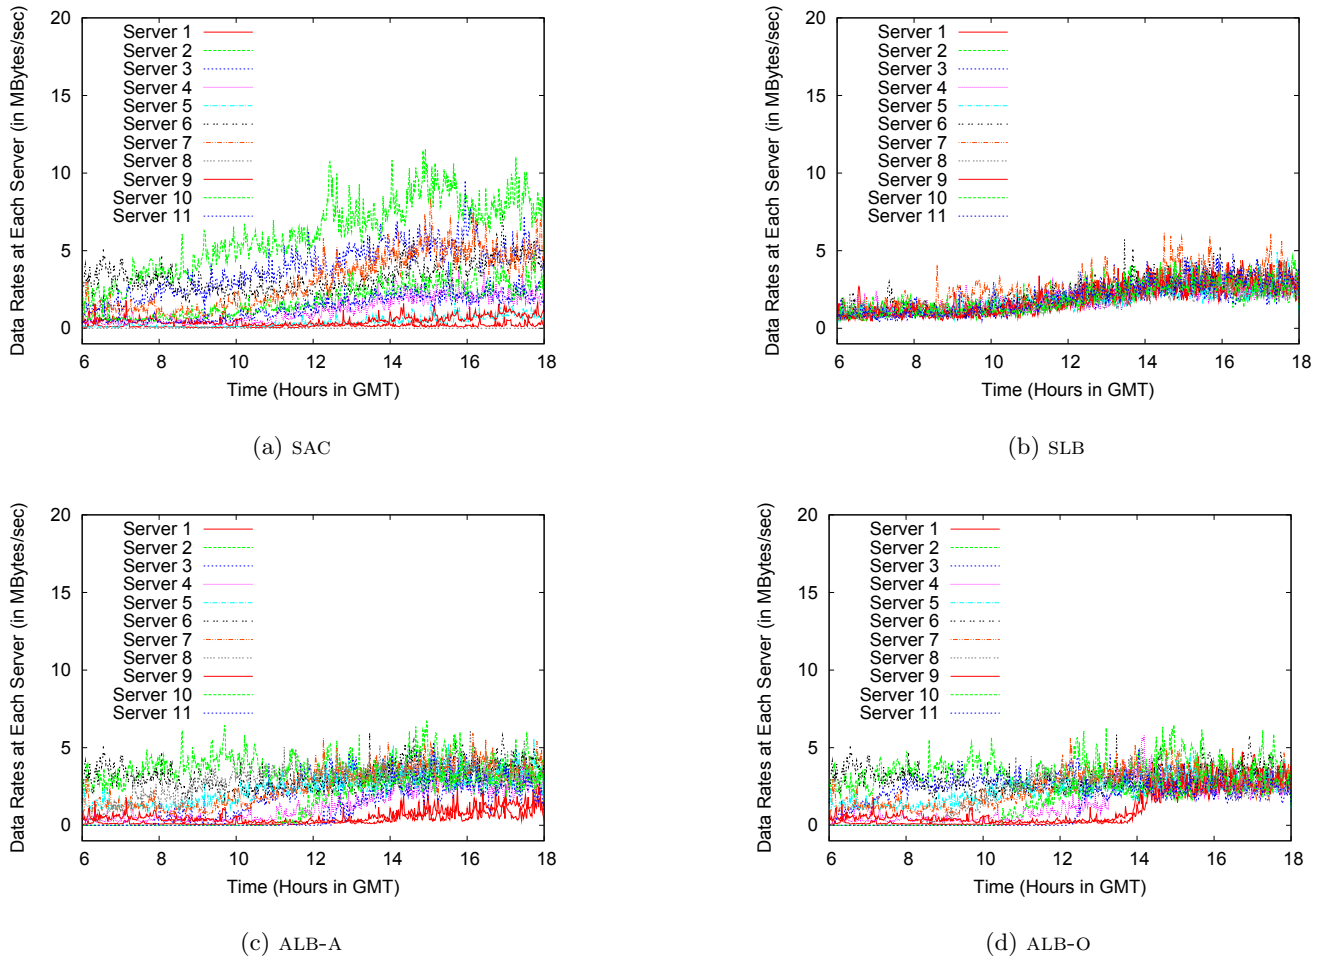 Data Rates at Each Server (in MBytes/sec)
20
15
10
5
0
Server 1
Server 2
Server 3
Server 4
Server 5
Server 6
Server 7
Server 8
Server 9
Server 10
Server 11
6 8 10 12 14 16 18
Time (Hours in GMT)
(a) SAC
Data Rates at Each Server (in MBytes/sec)
20
15
10
5
0
Server 1
Server 2
Server 3
Server 4
Server 5
Server 6
Server 7
Server 8
Server 9
Server 10
Server 11
6 8 10 12 14 16 18
Time (Hours in GMT)
(b) SLB
Data Rates at Each Server (in MBytes/sec)
20
15
10
5
0
Server 1
Server 2
Server 3
Server 4
Server 5
Server 6
Server 7
Server 8
Server 9
Server 10
Server 11
6 8 10 12 14 16 18
Time (Hours in GMT)
(c) ALB-A
Data Rates at Each Server (in MBytes/sec)
20
15
10
5
0
Server 1
Server 2
Server 3
Server 4
Server 5
Server 6
Server 7
Server 8
Server 9
Server 10
Server 11
6 8 10 12 14 16 18
Time (Hours in GMT)
(d) ALB-O